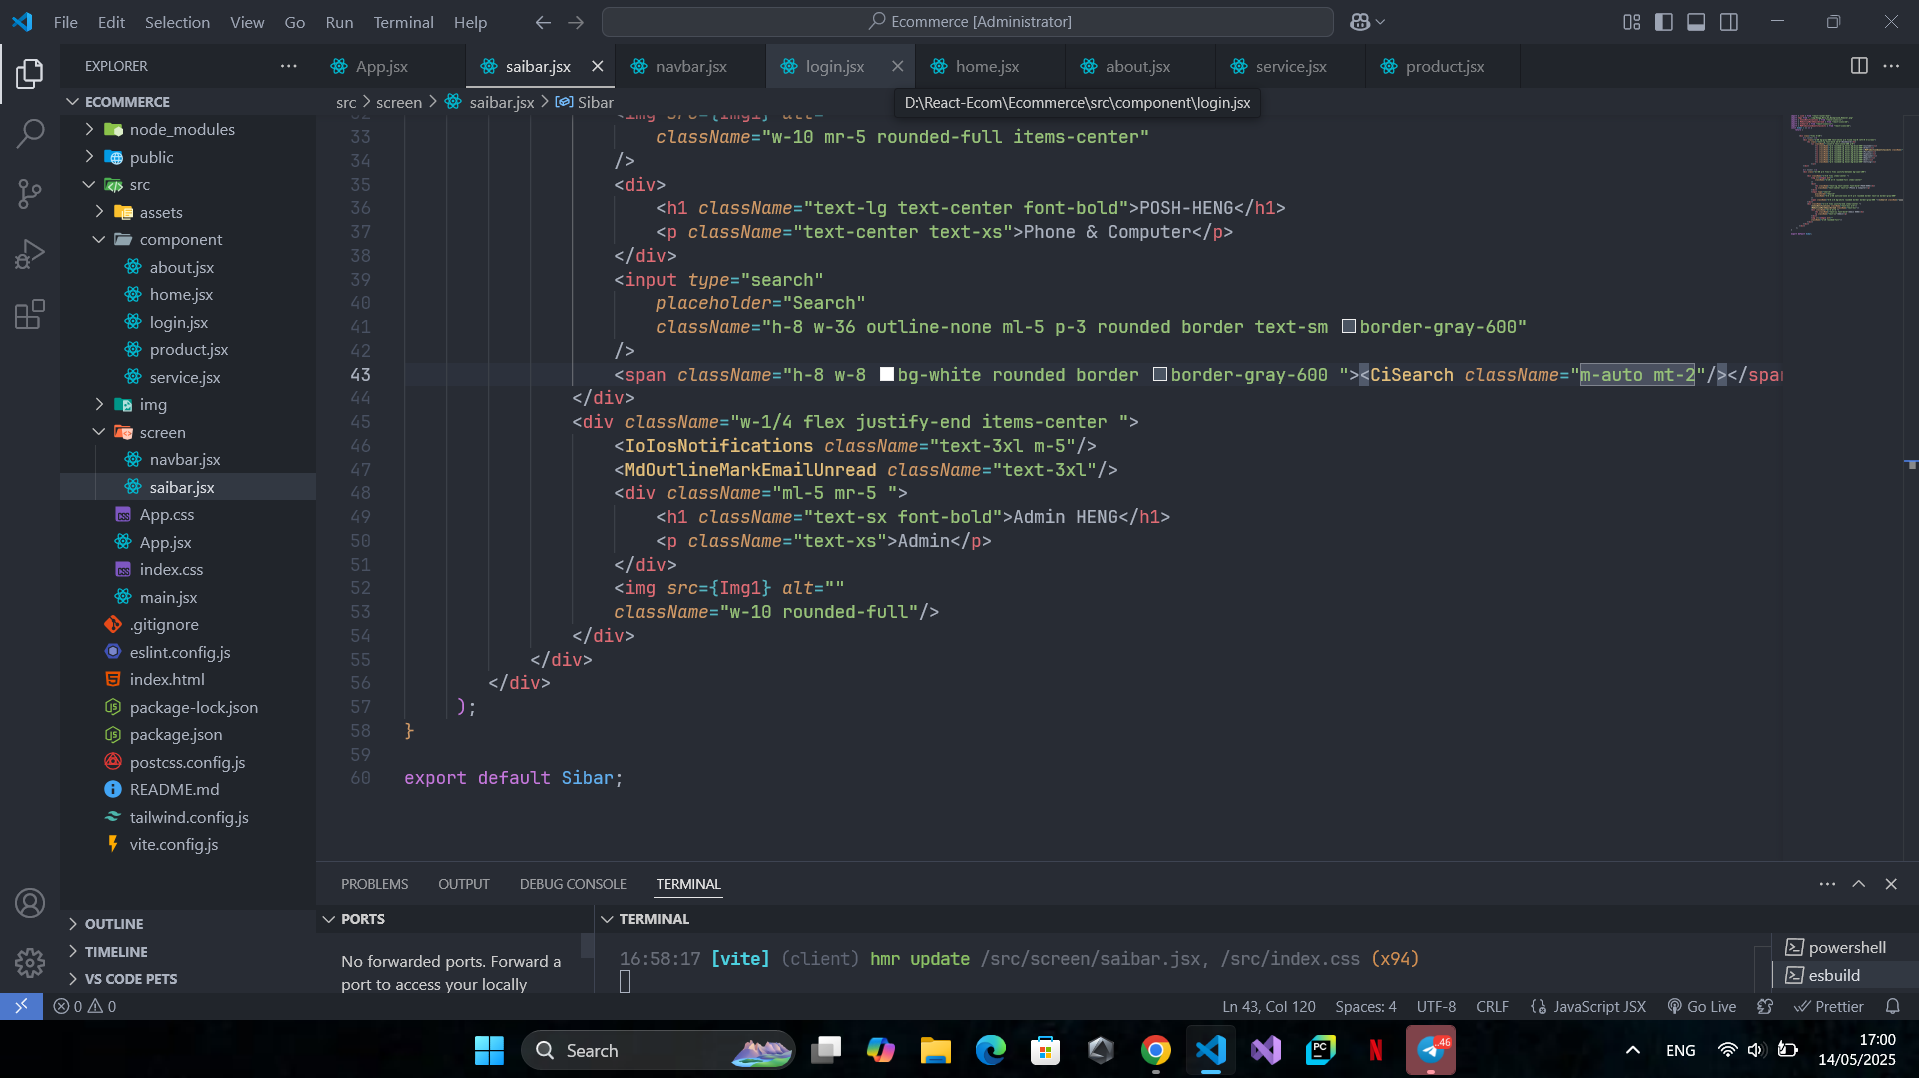 File Edit Selection View Go Run Terminal Help
Ecommerce [Administrator]
EXPLORER
App.jsx
saibar.jsx
navbar.jsx
login.jsx
home.jsx
about.jsx
service.jsx
product.jsx
src > screen > saibar.jsx > Sibar
D:\React-Ecom\Ecommerce\src\component\login.jsx
ECOMMERCE
node_modules
public
src
assets
component
about.jsx
home.jsx
login.jsx
product.jsx
service.jsx
img
screen
navbar.jsx
saibar.jsx
App.css
App.jsx
index.css
main.jsx
.gitignore
eslint.config.js
index.html
package-lock.json
package.json
postcss.config.js
README.md
tailwind.config.js
vite.config.js
OUTLINE
TIMELINE
VS CODE PETS
32 <img src={Img1} alt=""
33 className="w-10 mr-5 rounded-full items-center"
34 />
35 <div>
36 <h1 className="text-lg text-center font-bold">POSH-HENG</h1>
37 <p className="text-center text-xs">Phone & Computer</p>
38 </div>
39 <input type="search"
40 placeholder="Search"
41 className="h-8 w-36 outline-none ml-5 p-3 rounded border text-sm border-gray-600"
42 />
43 <span className="h-8 w-8 bg-white rounded border border-gray-600 "><CiSearch className="m-auto mt-2"/></span
44 </div>
45 <div className="w-1/4 flex justify-end items-center ">
46 <IoIosNotifications className="text-3xl m-5"/>
47 <MdOutlineMarkEmailUnread className="text-3xl"/>
48 <div className="ml-5 mr-5 ">
49 <h1 className="text-sx font-bold">Admin HENG</h1>
50 <p className="text-xs">Admin</p>
51 </div>
52 <img src={Img1} alt=""
53 className="w-10 rounded-full"/>
54 </div>
55 </div>
56 </div>
57 );
58 }
59
60 export default Sibar;
PROBLEMS OUTPUT DEBUG CONSOLE TERMINAL
PORTS
No forwarded ports. Forward a
port to access your locally
TERMINAL
16:58:17 [vite] (client) hmr update /src/screen/saibar.jsx, /src/index.css (x94)
powershell
esbuild
0 0
Ln 43, Col 120 Spaces: 4 UTF-8 CRLF JavaScript JSX Go Live Prettier
Search
PC
N
..46
ENG
17:00
14/05/2025